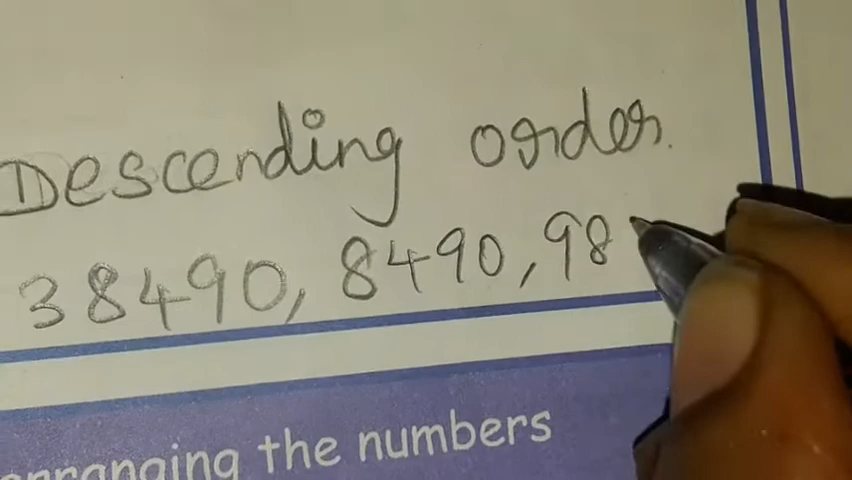 Descending order.
38490, 8490, 98
arranging the numbers